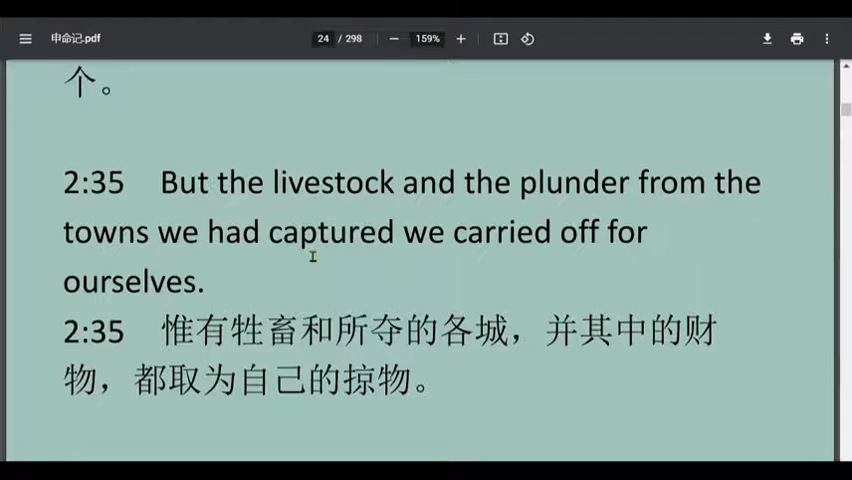 申命记.pdf
24 / 298
159%
个。
2:35 But the livestock and the plunder from the
towns we had captured we carried off for
ourselves.
2:35 惟有牲畜和所夺的各城，并其中的财
物，都取为自己的掠物。